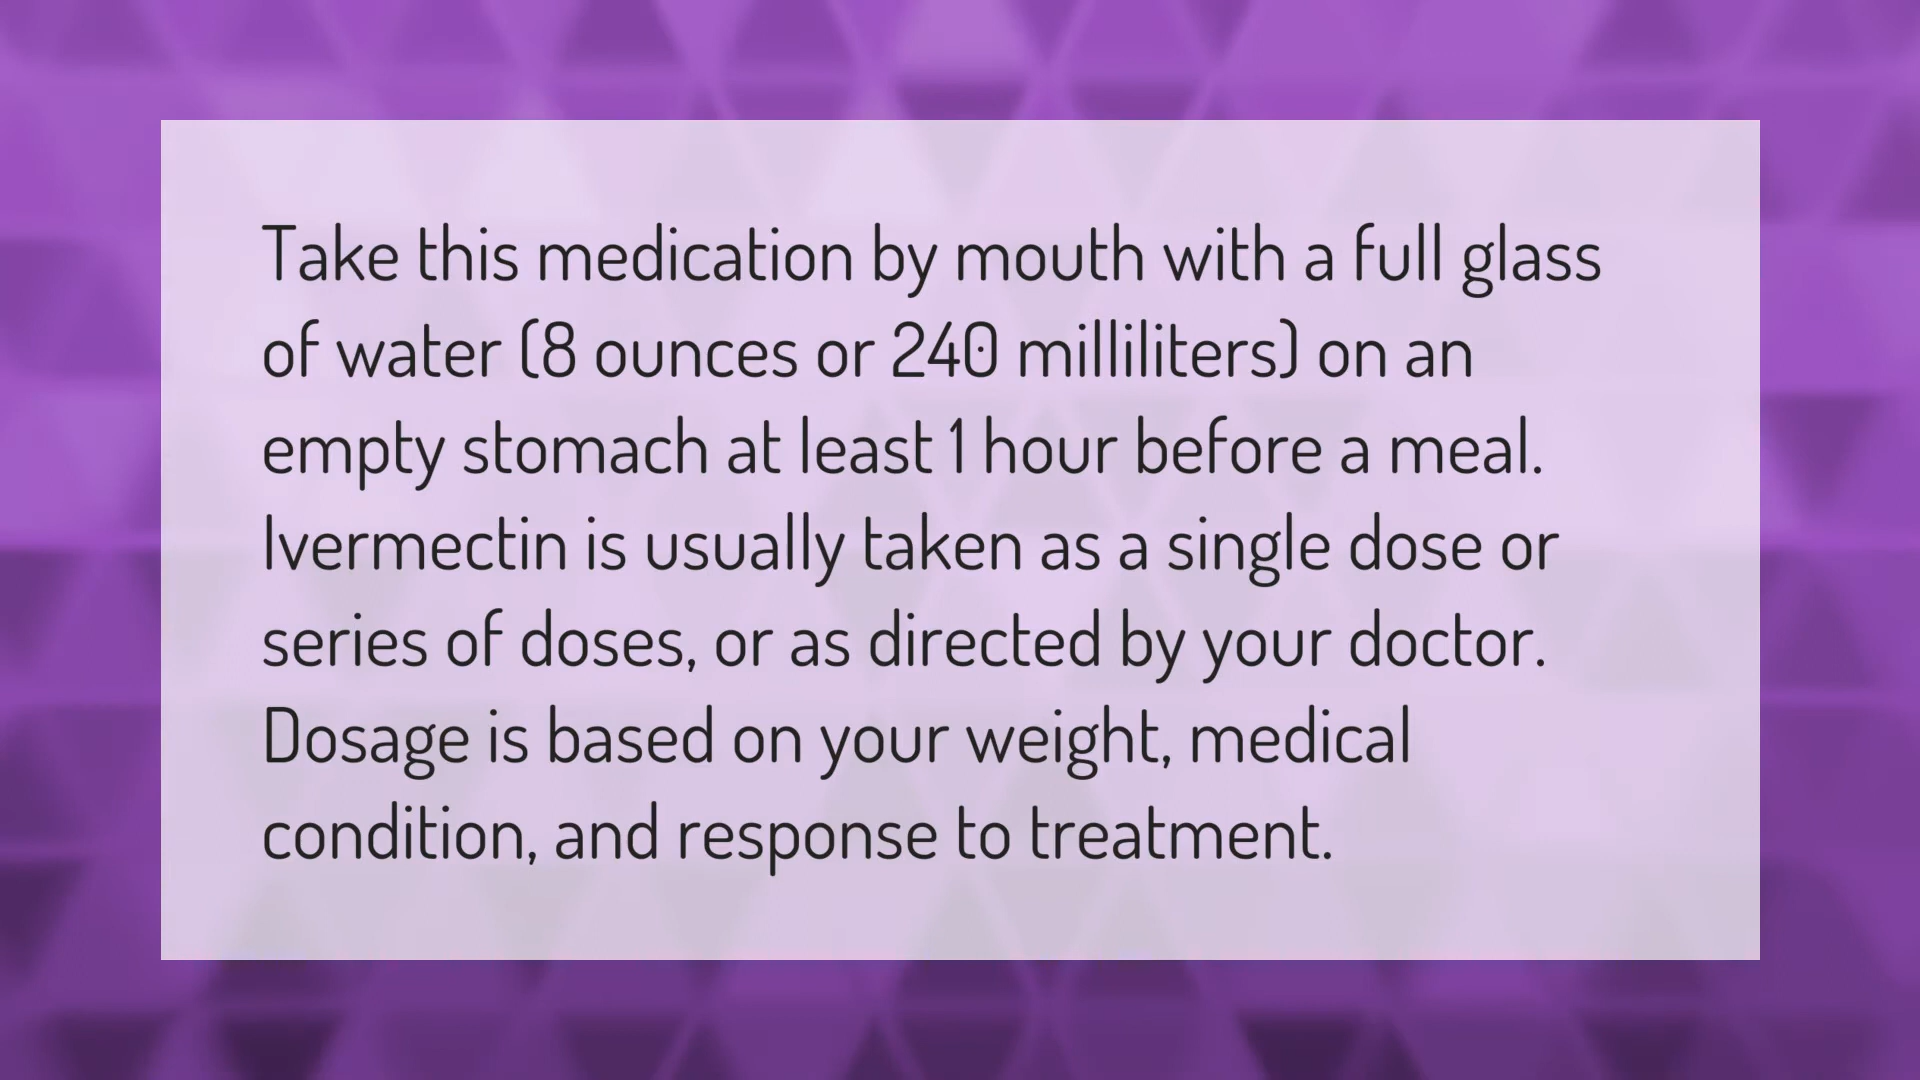 Take this medication by mouth with a full glass
of water (8 ounces or 240 milliliters) on an
empty stomach at least 1 hour before a meal.
Ivermectin is usually taken as a single dose or
series of doses, or as directed by your doctor.
Dosage is based on your weight, medical
condition, and response to treatment.